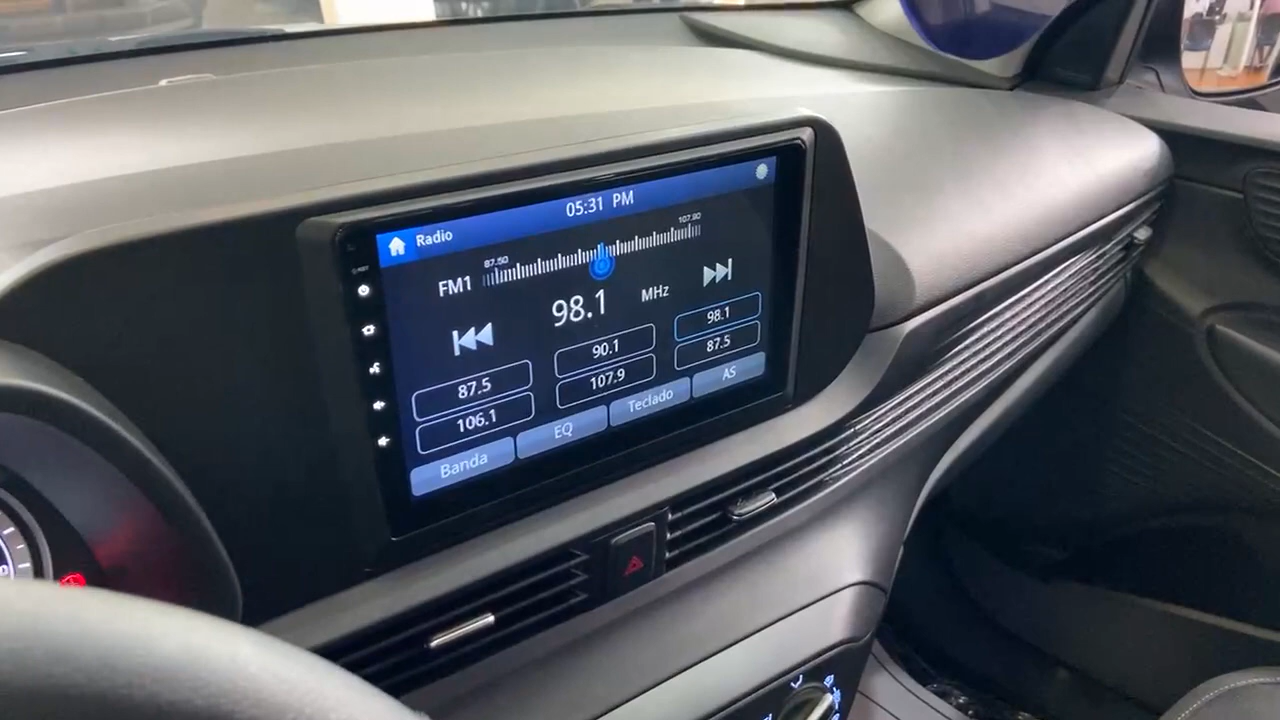 05:31 PM
Radio
87.50
107.90
FM1
98.1 MHz
87.5
90.1
98.1
106.1
107.9
87.5
Banda
EQ
Teclado
AS